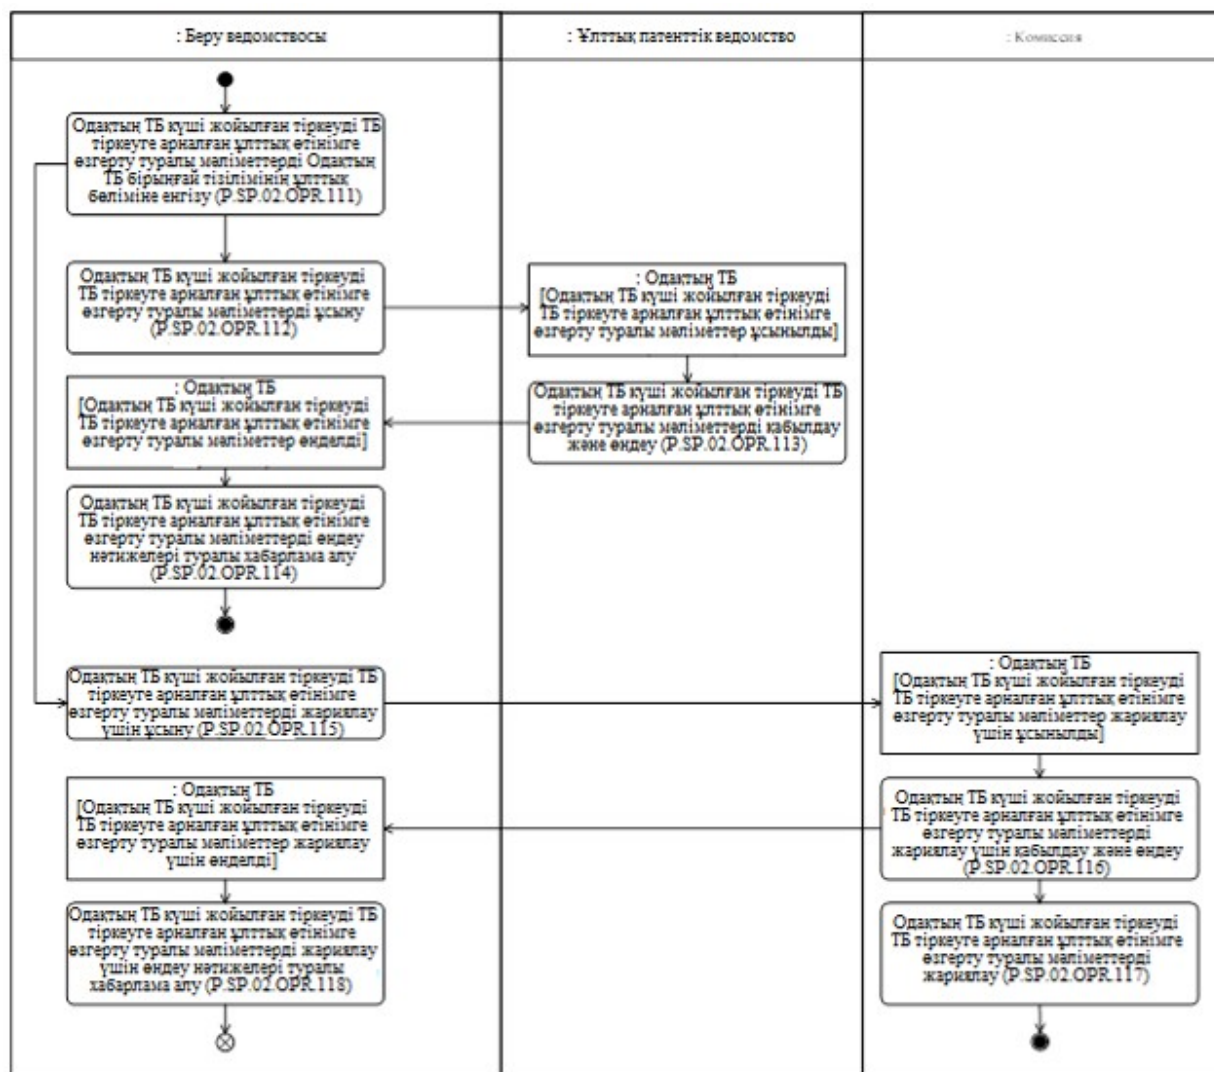 : Беру ведомствосы
: Ұлттық патенттік ведомство
: Комиссия
Одақтың ТБ күші жойылған тіркеуді ТБ
тіркеуге арналған ұлттық өтінімге
өзгерту туралы мәліметтерді Одақтың
ТБ бірыңғай тізілімінің ұлттық
бөліміне енгізу (P.SP.02.OPR.111)
Одақтың ТБ күші жойылған тіркеуді
ТБ тіркеуге арналған ұлттық өтінімге
өзгерту туралы мәліметтерді ұсыну
(P.SP.02.OPR.112)
: Одақтың ТБ
[Одақтың ТБ күші жойылған тіркеуді
ТБ тіркеуге арналған ұлттық өтінімге
өзгерту туралы мәліметтер ұсынылды]
Одақтың ТБ күші жойылған тіркеуді ТБ
тіркеуге арналған ұлттық өтінімге
өзгерту туралы мәліметтерді қабылдау
және өңдеу (P.SP.02.OPR.113)
: Одақтың ТБ
[Одақтың ТБ күші жойылған тіркеуді
ТБ тіркеуге арналған ұлттық өтінімге
өзгерту туралы мәліметтер өңделді]
Одақтың ТБ күші жойылған тіркеуді
ТБ тіркеуге арналған ұлттық өтінімге
өзгерту туралы мәліметтерді өңдеу
нәтижелері туралы хабарлама алу
(P.SP.02.OPR.114)
Одақтың ТБ күші жойылған тіркеуді ТБ
тіркеуге арналған ұлттық өтінімге
өзгерту туралы мәліметтерді жариялау
үшін ұсыну (P.SP.02.OPR.115)
: Одақтың ТБ
[Одақтың ТБ күші жойылған тіркеуді
ТБ тіркеуге арналған ұлттық өтінімге
өзгерту туралы мәліметтер жариялау
үшін ұсынылды]
Одақтың ТБ күші жойылған тіркеуді
ТБ тіркеуге арналған ұлттық өтінімге
өзгерту туралы мәліметтерді
жариялау үшін қабылдау және өңдеу
(P.SP.02.OPR.116)
: Одақтың ТБ
[Одақтың ТБ күші жойылған тіркеуді
ТБ тіркеуге арналған ұлттық өтінімге
өзгерту туралы мәліметтер жариялау
үшін өңделді]
Одақтың ТБ күші жойылған тіркеуді ТБ
тіркеуге арналған ұлттық өтінімге
өзгерту туралы мәліметтерді жариялау
үшін өңдеу нәтижелері туралы
хабарлама алу (P.SP.02.OPR.118)
Одақтың ТБ күші жойылған тіркеуді
ТБ тіркеуге арналған ұлттық өтінімге
өзгерту туралы мәліметтерді
жариялау (P.SP.02.OPR.117)